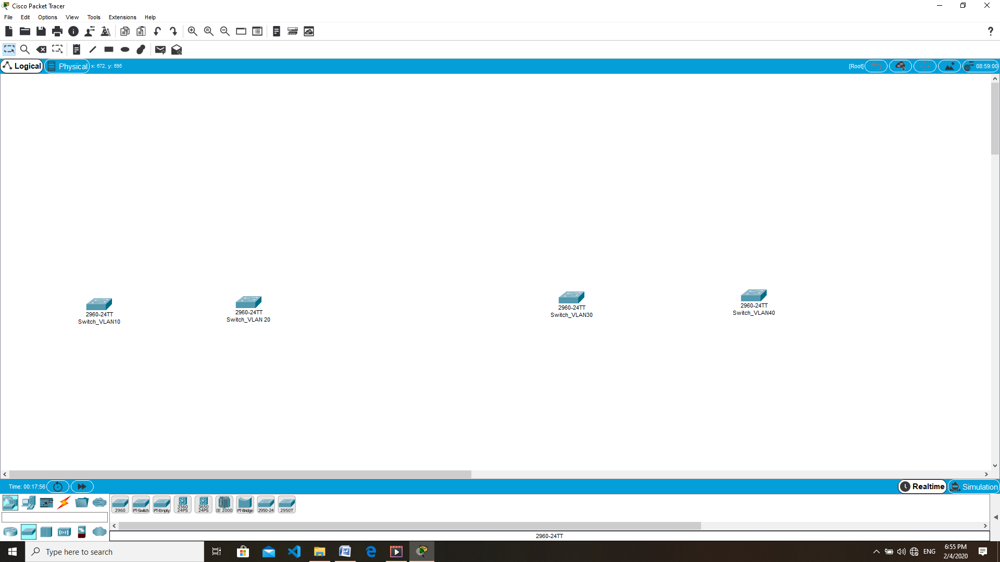 Cisco Packet Tracer
File Edit Options View Tools Extensions Help
?
Logical Physical x: 672, y: 695 [Root] 08:59:00
2960-24TT
Switch_VLAN10
2960-24TT
Switch_VLAN 20
2960-24TT
Switch_VLAN30
2960-24TT
Switch_VLAN40
Time: 00:17:56 Realtime Simulation
2960 PT-Switch PT-Empty 3560 24PS 3650 24PS IE 2000 PT-Bridge 2950-24 2950T
2960-24TT
Type here to search
ENG
6:55 PM
2/4/2020